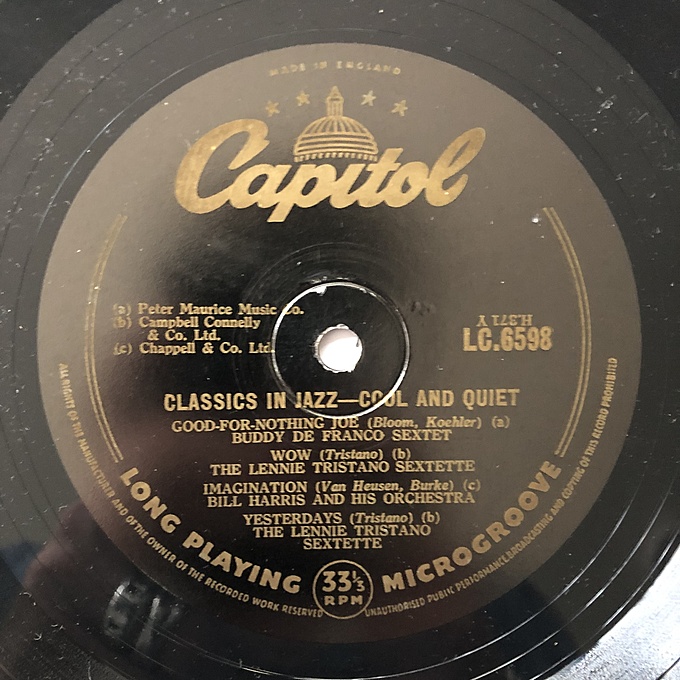 MADE IN ENGLAND
Capitol
(a) Peter Maurice Music Co.
(b) Campbell Connelly
& Co. Ltd.
(c) Chappell & Co. Ltd.
H.371 Y
LC.6598
CLASSICS IN JAZZ—COOL AND QUIET
GOOD-FOR-NOTHING JOE (Bloom, Koehler) (a)
BUDDY DE FRANCO SEXTET
WOW (Tristano) (b)
THE LENNIE TRISTANO SEXTETTE
IMAGINATION (Van Heusen, Burke) (c)
BILL HARRIS AND HIS ORCHESTRA
YESTERDAYS (Tristano) (b)
THE LENNIE TRISTANO
SEXTETTE
LONG PLAYING 33⅓ RPM MICROGROOVE
ALL RIGHTS OF THE MANUFACTURER AND OF THE OWNER OF THE RECORDED WORK RESERVED
UNAUTHORISED PUBLIC PERFORMANCE, BROADCASTING AND COPYING OF THIS RECORD PROHIBITED